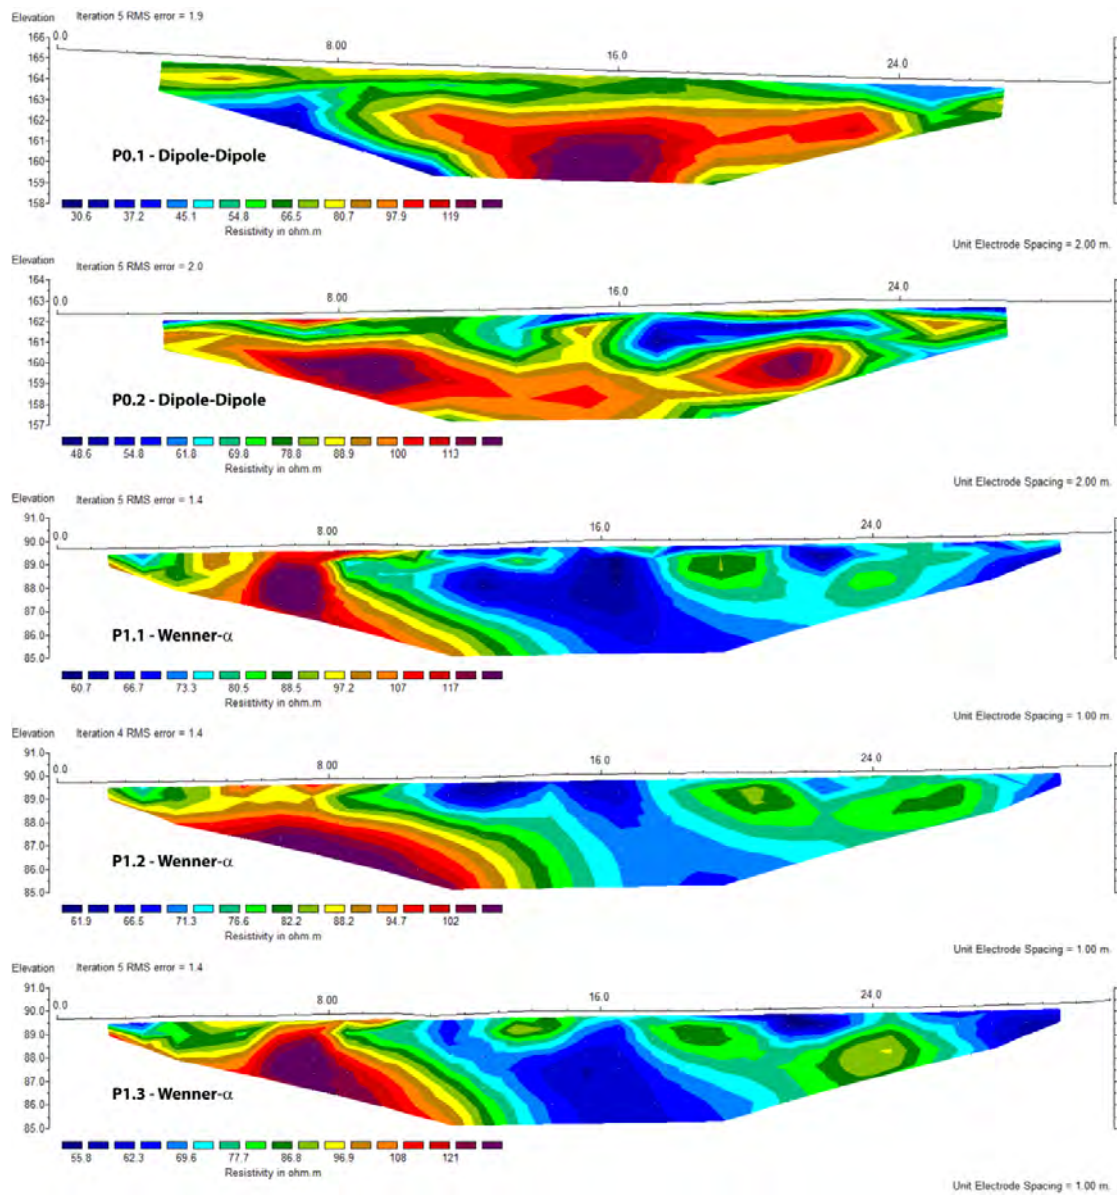 Elevation Iteration 5 RMS error = 1.9
166
165
164
163
162
161
160
159
158
0.0 8.00 16.0 24.0
P0.1 - Dipole-Dipole
30.6 37.2 45.1 54.8 66.5 80.7 97.9 119
Resistivity in ohm.m
Unit Electrode Spacing = 2.00 m.
Elevation Iteration 5 RMS error = 2.0
164
163
162
161
160
159
158
157
0.0 8.00 16.0 24.0
P0.2 - Dipole-Dipole
48.6 54.8 61.8 69.8 78.8 88.9 100 113
Resistivity in ohm.m
Unit Electrode Spacing = 2.00 m.
Elevation Iteration 5 RMS error = 1.4
91.0
90.0
89.0
88.0
87.0
86.0
85.0
0.0 8.00 16.0 24.0
P1.1 - Wenner-α
60.7 66.7 73.3 80.5 88.5 97.2 107 117
Resistivity in ohm.m
Unit Electrode Spacing = 1.00 m.
Elevation Iteration 4 RMS error = 1.4
91.0
90.0
89.0
88.0
87.0
86.0
85.0
0.0 8.00 16.0 24.0
P1.2 - Wenner-α
61.9 66.5 71.3 76.6 82.2 88.2 94.7 102
Resistivity in ohm.m
Unit Electrode Spacing = 1.00 m.
Elevation Iteration 5 RMS error = 1.4
91.0
90.0
89.0
88.0
87.0
86.0
85.0
0.0 8.00 16.0 24.0
P1.3 - Wenner-α
55.8 62.3 69.6 77.7 86.8 96.9 108 121
Resistivity in ohm.m
Unit Electrode Spacing = 1.00 m.